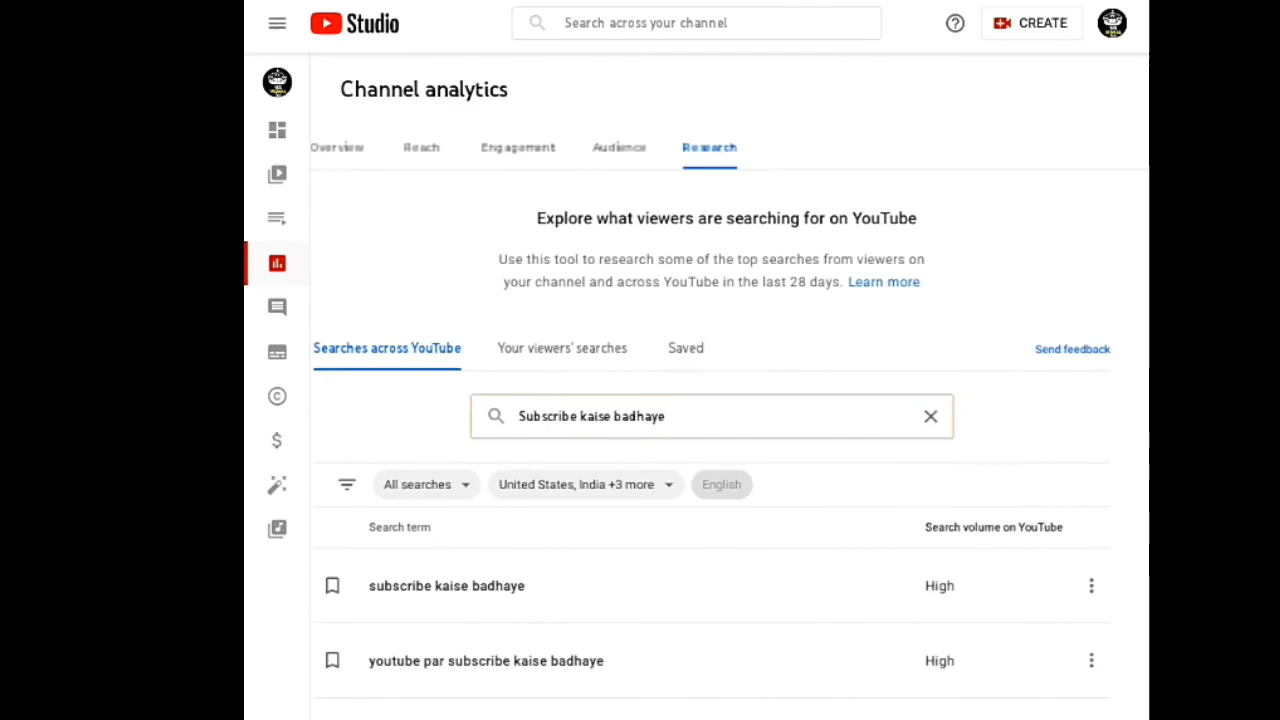 Studio
Search across your channel
CREATE
Channel analytics
Overview Reach Engagement Audience Research
Explore what viewers are searching for on YouTube
Use this tool to research some of the top searches from viewers on
your channel and across YouTube in the last 28 days. Learn more
Searches across YouTube Your viewers' searches Saved Send feedback
Subscribe kaise badhaye
All searches United States, India +3 more English
Search term Search volume on YouTube
subscribe kaise badhaye High
youtube par subscribe kaise badhaye High